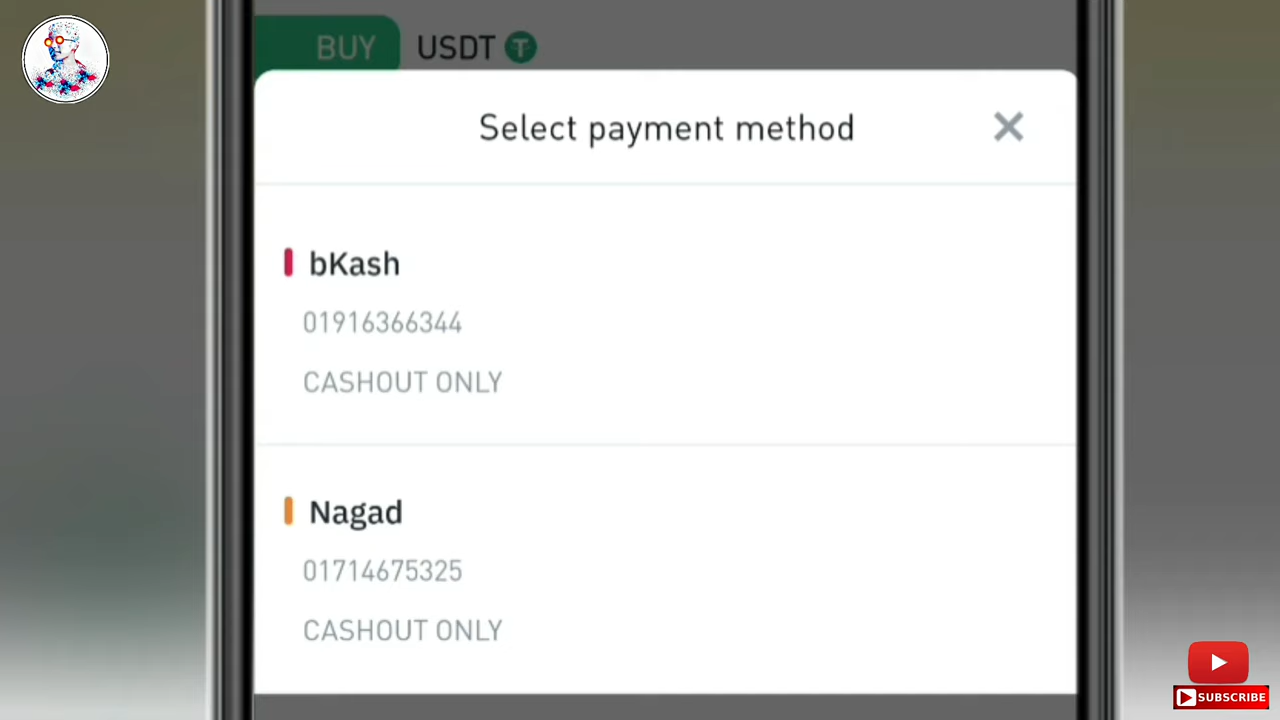 BUY USDT
Select payment method
bKash
01916366344
CASHOUT ONLY
Nagad
01714675325
CASHOUT ONLY
SUBSCRIBE